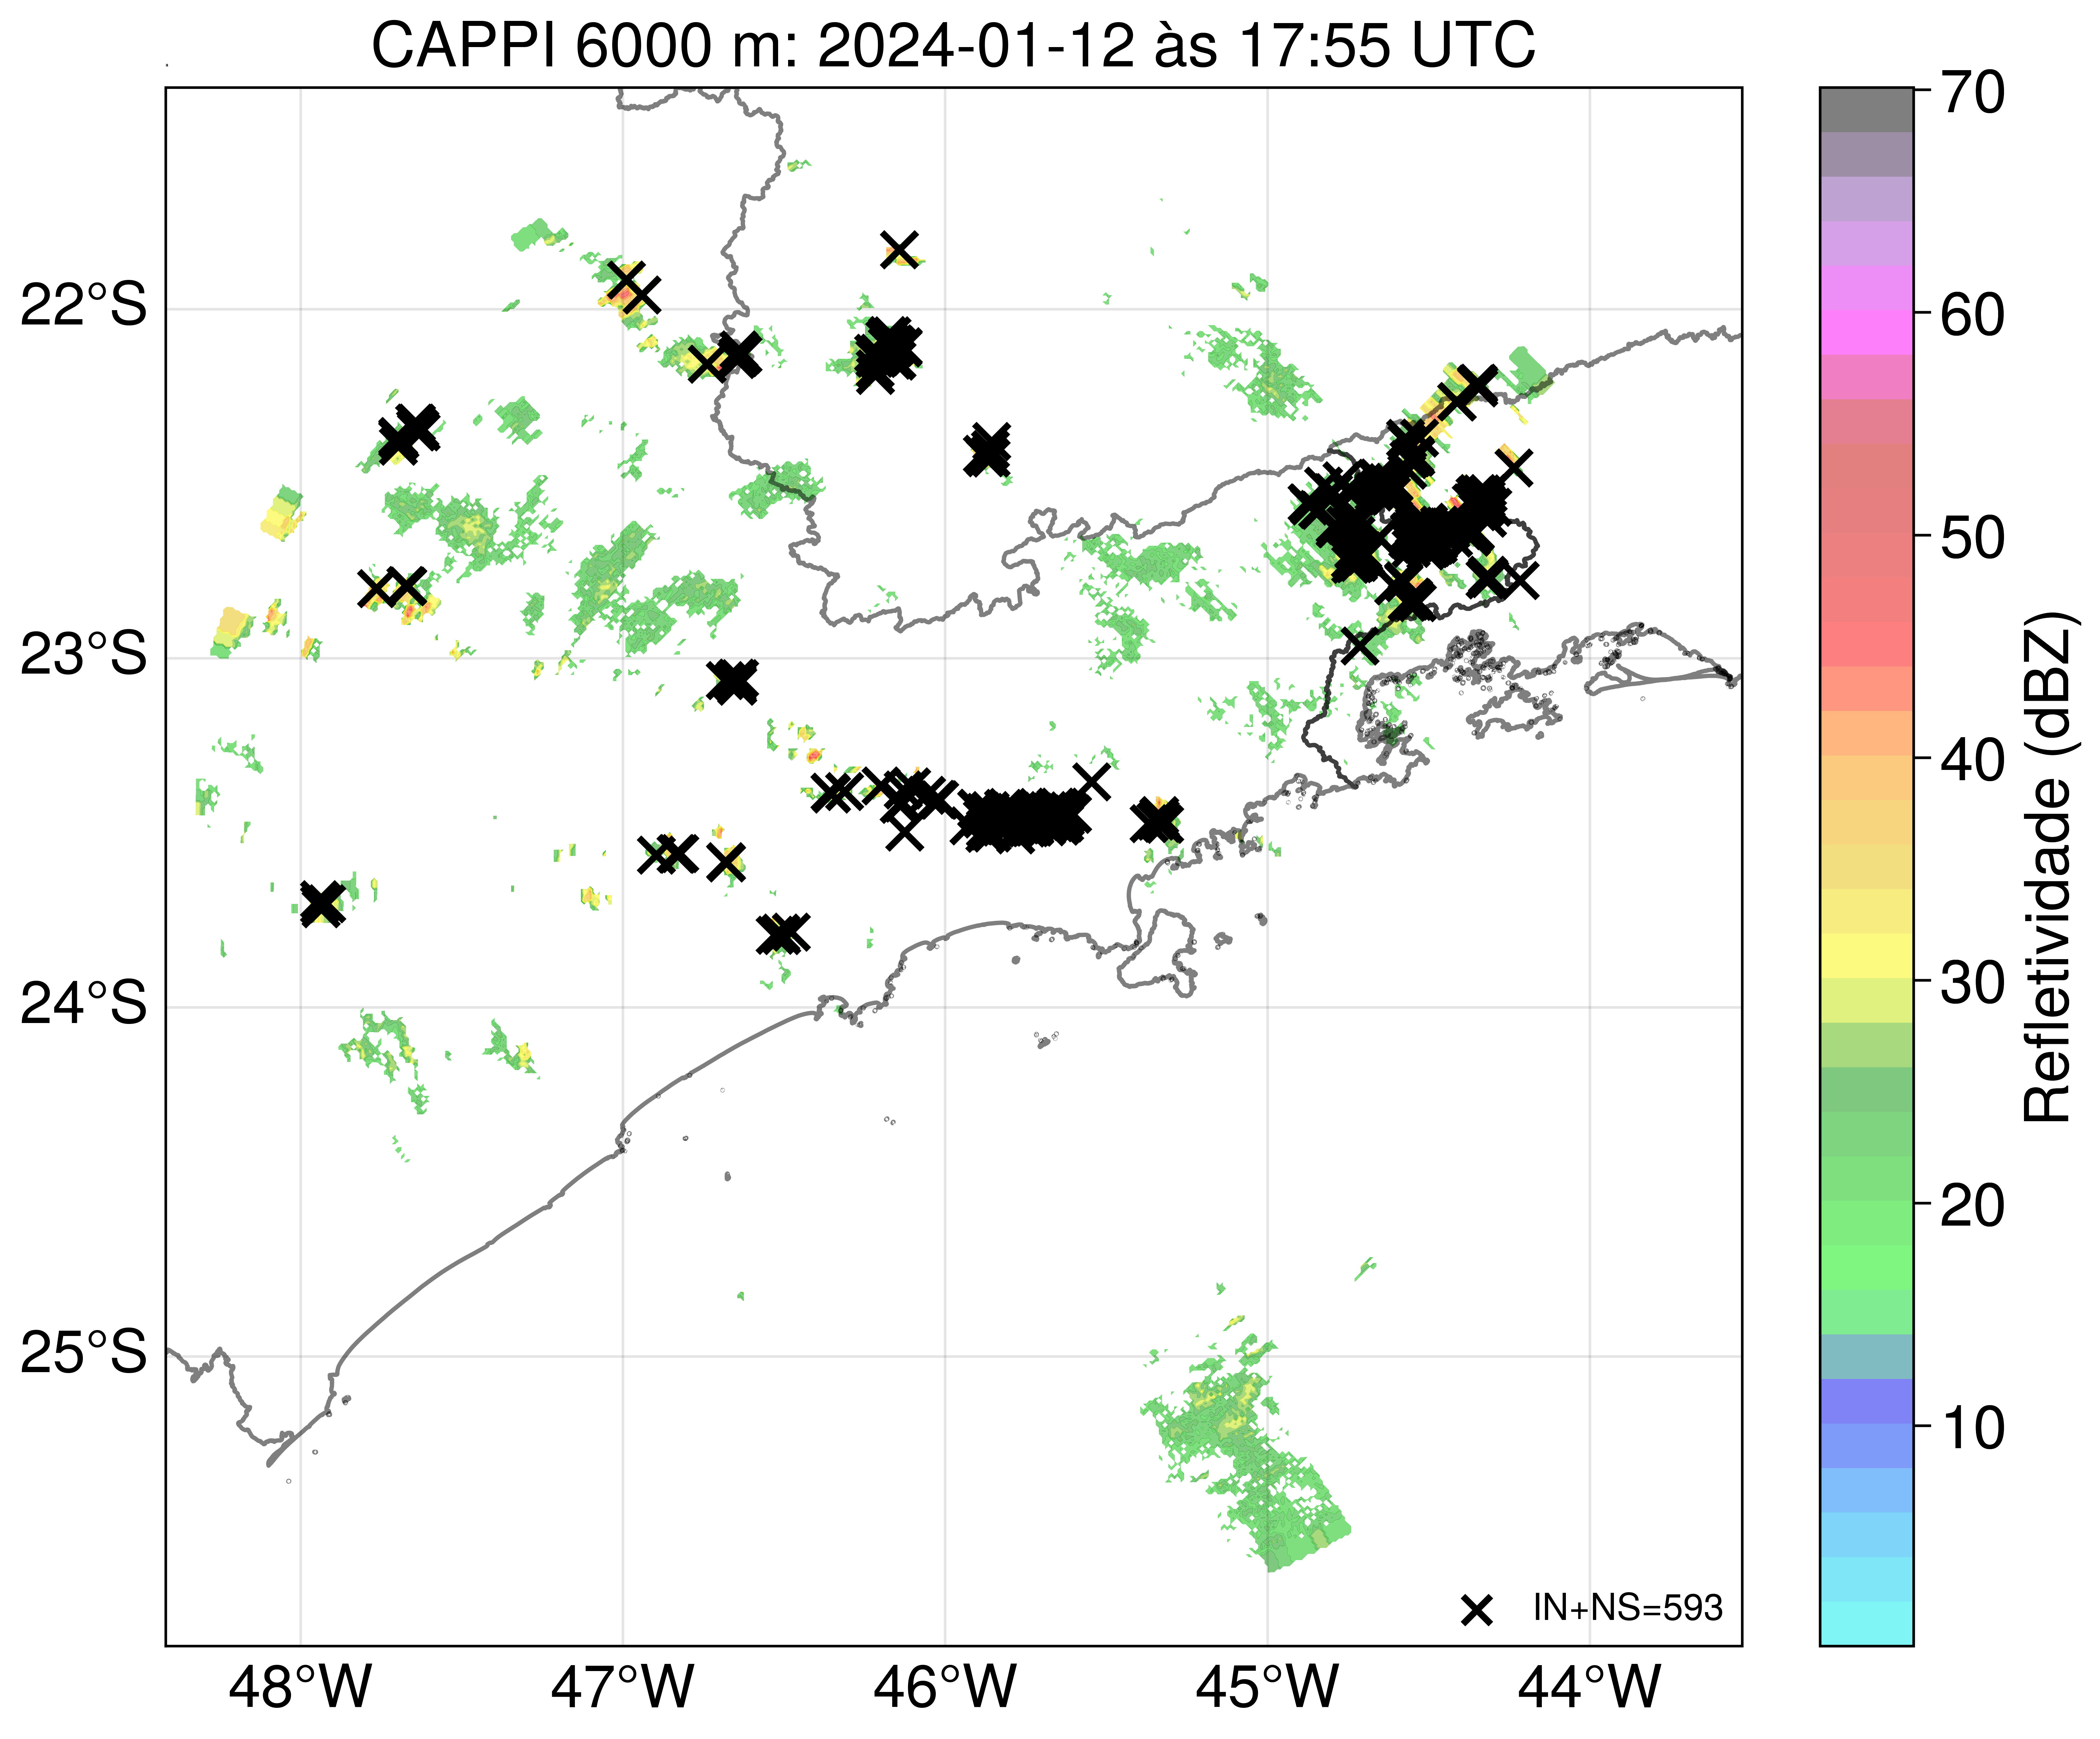 CAPPI 6000 m: 2024-01-12 às 17:55 UTC
70
60
50
40
30
20
10
Refletividade (dBZ)
22°S
23°S
24°S
25°S
IN+NS=593
48°W 47°W 46°W 45°W 44°W